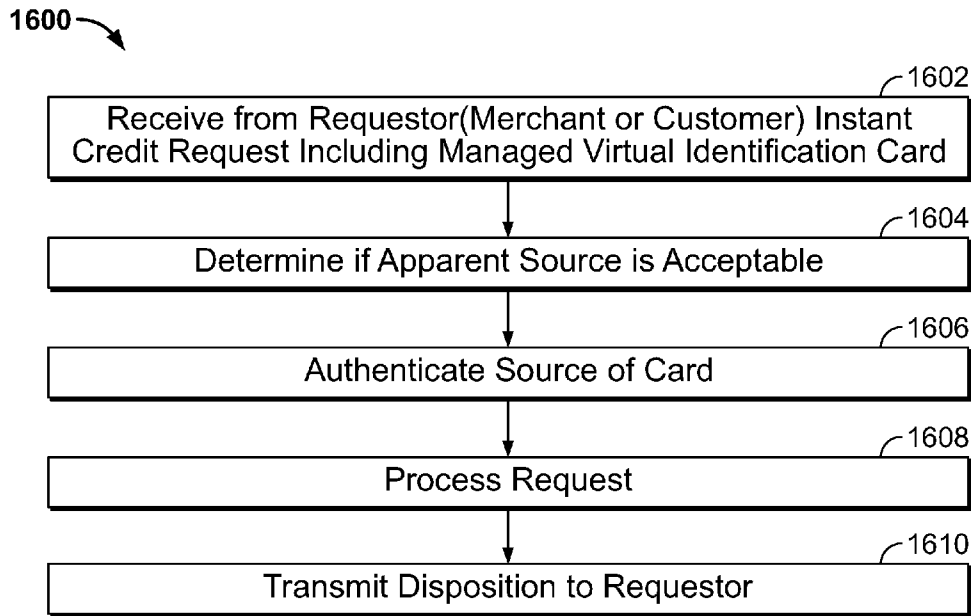 1600
1602
Receive from Requestor(Merchant or Customer) Instant
Credit Request Including Managed Virtual Identification Card
1604
Determine if Apparent Source is Acceptable
1606
Authenticate Source of Card
1608
Process Request
1610
Transmit Disposition to Requestor